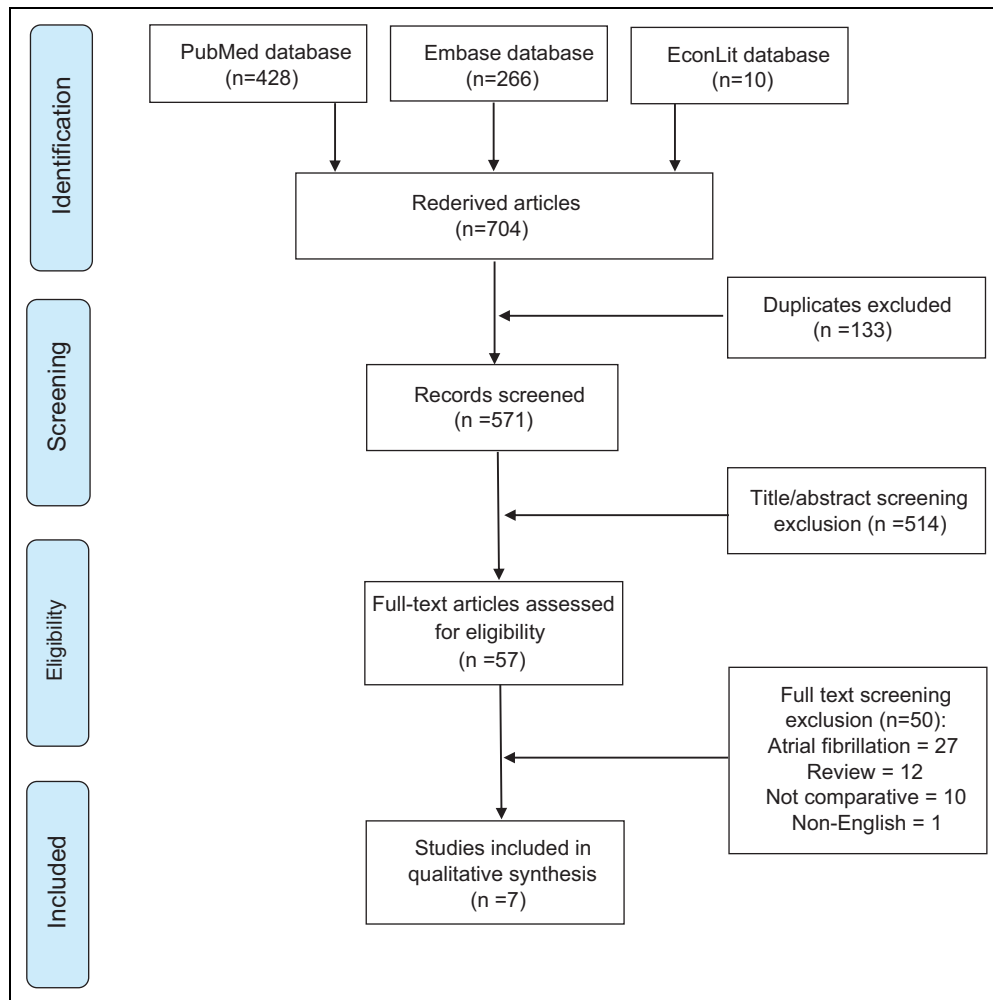 Identification
PubMed database
(n=428)
Embase database
(n=266)
EconLit database
(n=10)
Rederived articles
(n=704)
Duplicates excluded
(n =133)
Screening
Records screened
(n =571)
Title/abstract screening
exclusion (n =514)
Eligibility
Full-text articles assessed
for eligibility
(n =57)
Full text screening
exclusion (n=50):
Atrial fibrillation = 27
Review = 12
Not comparative = 10
Non-English = 1
Included
Studies included in
qualitative synthesis
(n =7)